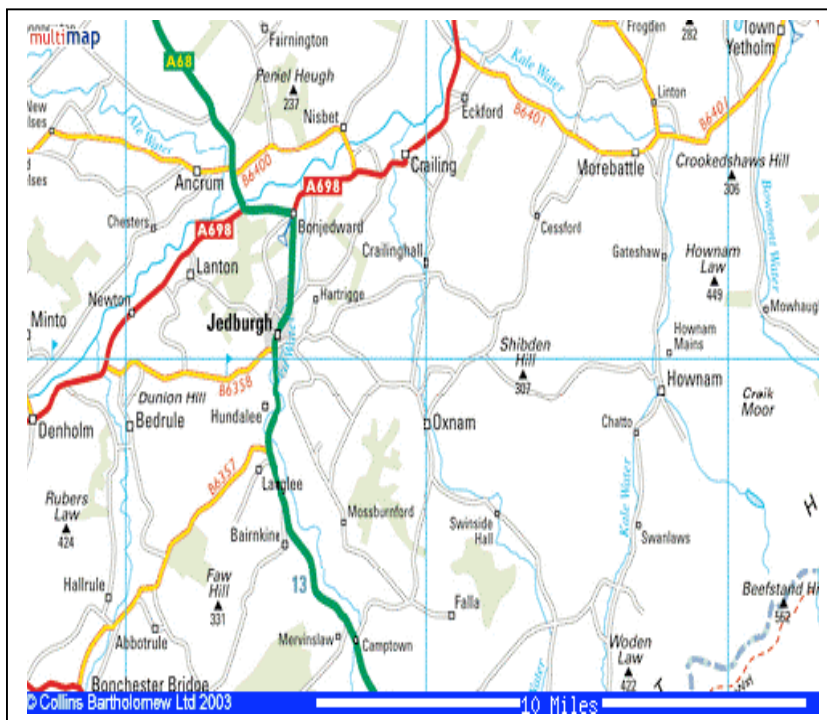 multimap
Fairnington
A68
Peniel Heugh
237
Frogden
282
Town
Yetholm
Kale Water
New
Ale Water
Nisbet
Eckford
Linton
B6401
B6401
Ancrum
B6400
Crailing
Morebattle
Crookedshaws Hill
306
A698
Chesters
A698
Bonjedward
Cessford
Bowmont Water
Lanton
Crailinghall
Gateshaw
Hownam
Law
449
Newton
Hartrigge
Mowhaugh
Minto
Jedburgh
Shibden
Hill
307
Hownam
Mains
B6358
Dunion Hill
Hundalee
Hownam
Craik
Moor
Denholm
Bedrule
Oxnam
Chatto
B6357
Langlee
Rubers
Law
424
Mossburnford
Swinside
Hall
Kale Water
Swanlaws
H
Bairnkine
Hallrule
Faw
Hill
331
13
Falla
Beefstand Hi
562
Abbotrule
Mervinslaw
Camptown
Woden
Law
422
T
Bonchester Bridge
© Collins Bartholomew Ltd 2003
10 Miles